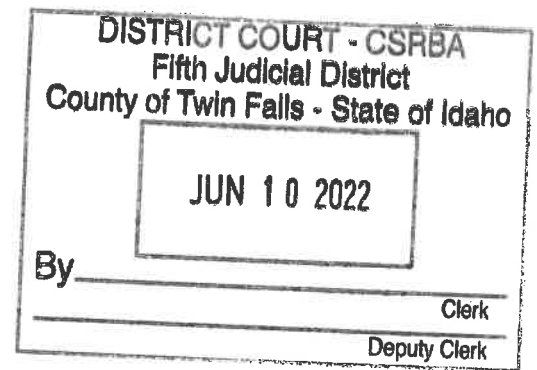 DISTRICT COURT - CSRBA
Fifth Judicial District
County of Twin Falls - State of Idaho
JUN 10 2022
By
Clerk
Deputy Clerk